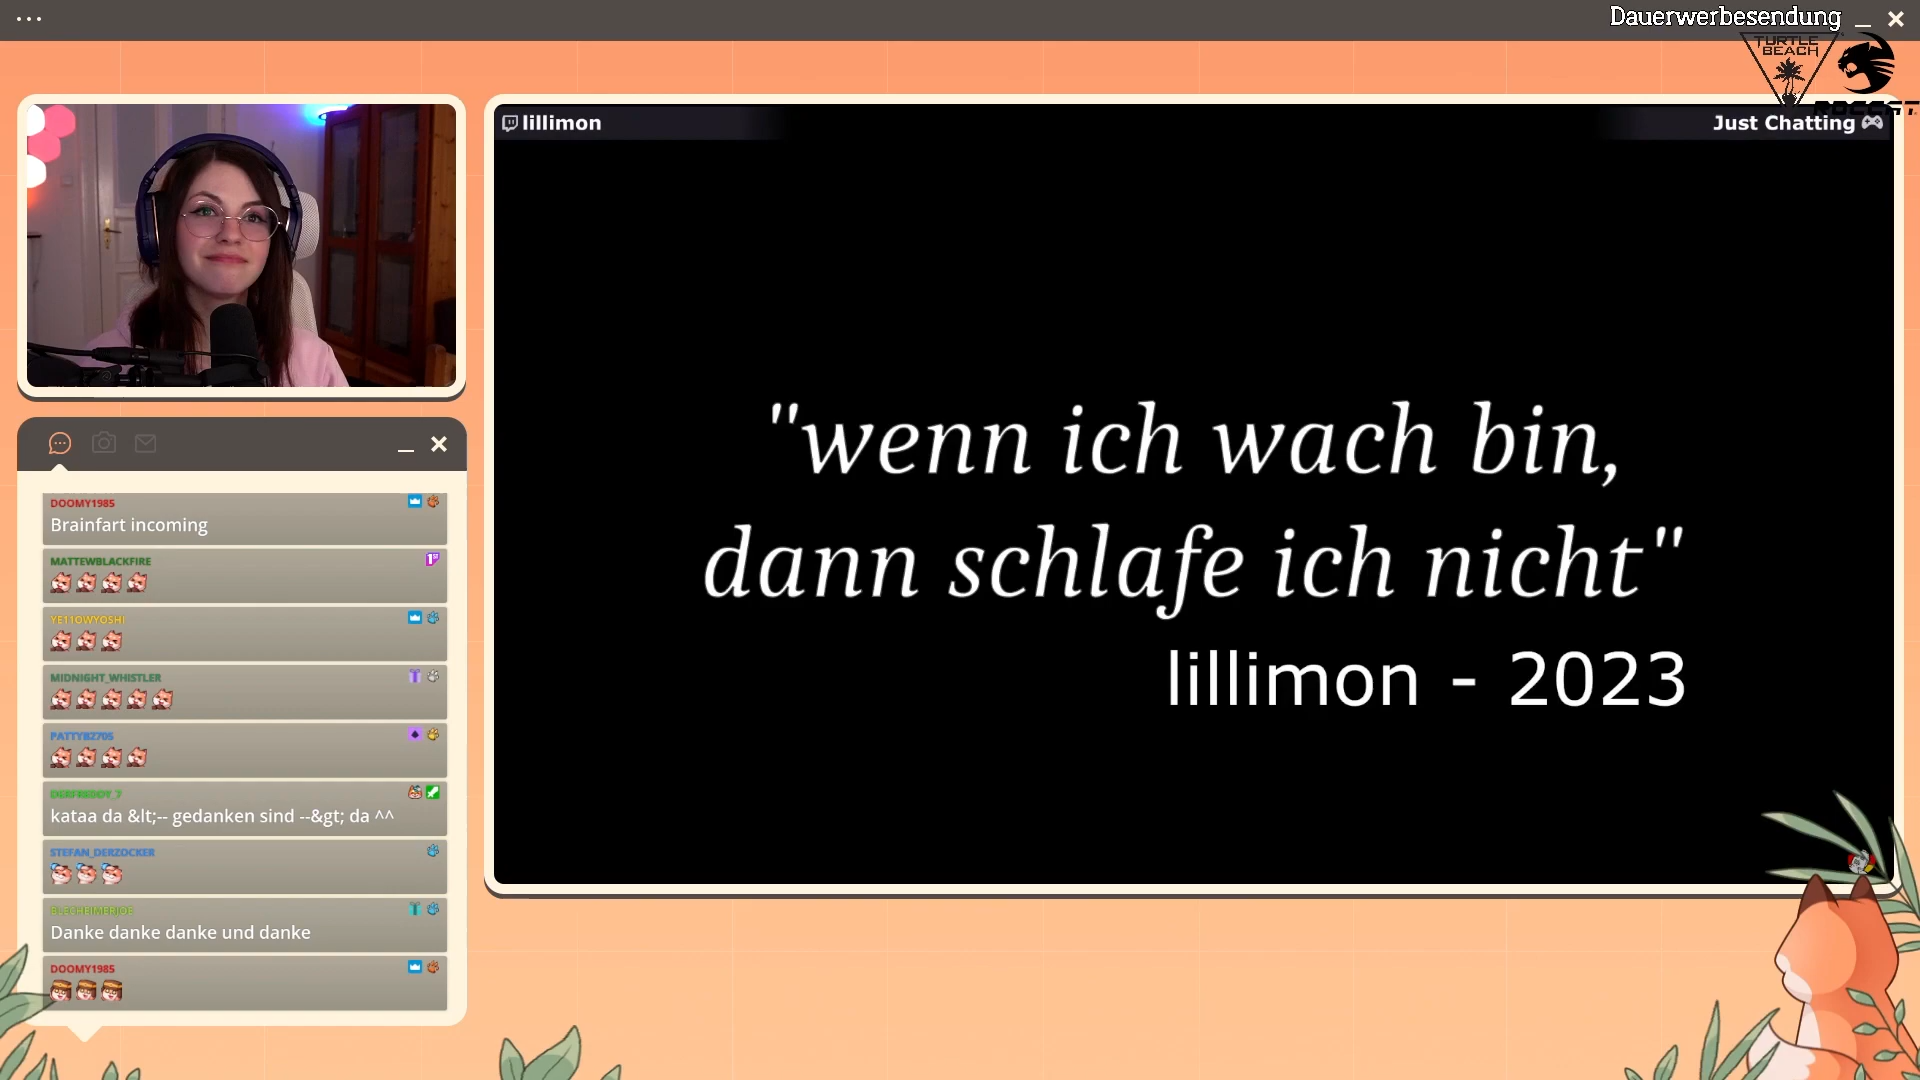 Dauerwerbesendung
TURTLE
BEACH
lillimon
Just Chatting
"wenn ich wach bin,
dann schlafe ich nicht"
lillimon - 2023
DOOMY1985
Brainfart incoming
MATTEWBLACKFIRE
YE11OWYOSHI
MIDNIGHT_WHISTLER
PATTYBZ705
kataa da &lt;-- gedanken sind --&gt; da ^^
STEFAN_DERZOCKER
Danke danke danke und danke
DOOMY1985